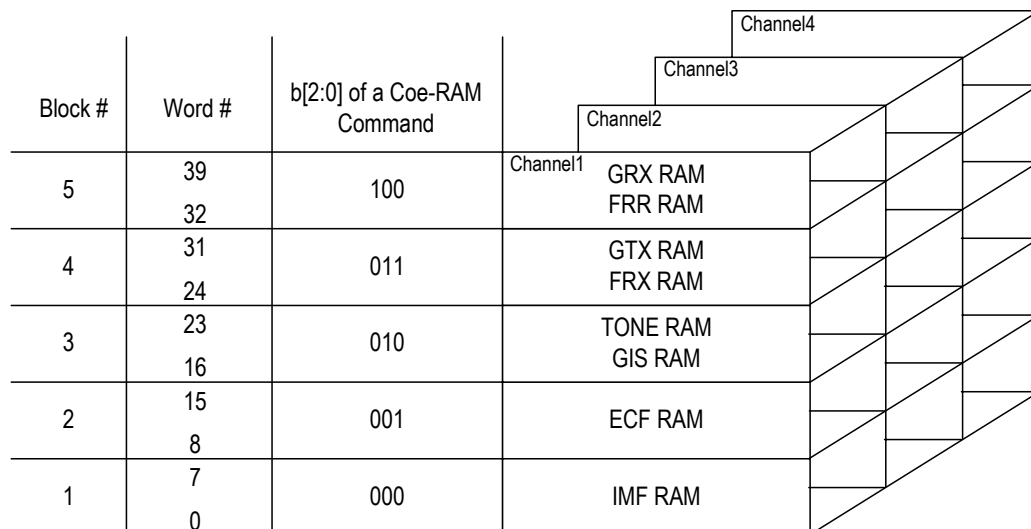 Channel4
Channel3
Channel2
Block #
Word #
b[2:0] of a Coe-RAM
Command
Channel1
5
39
32
100
GRX RAM
FRR RAM
4
31
24
011
GTX RAM
FRX RAM
3
23
16
010
TONE RAM
GIS RAM
2
15
8
001
ECF RAM
1
7
0
000
IMF RAM